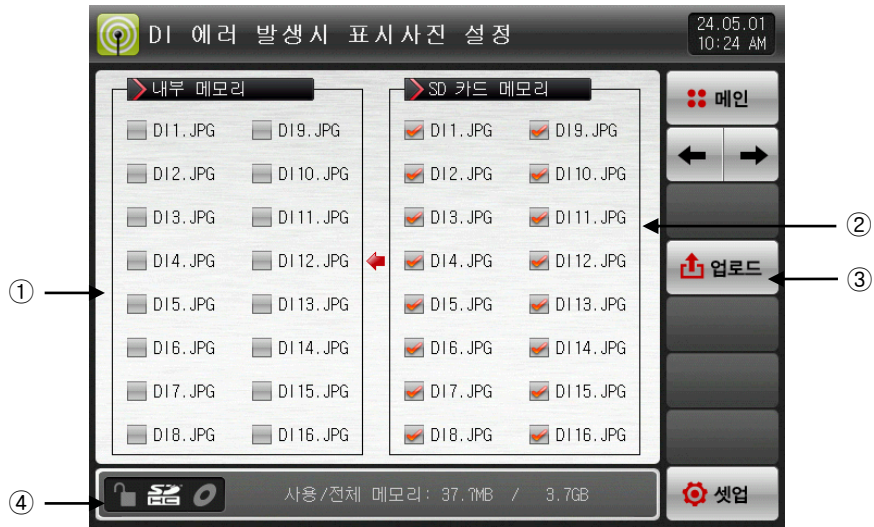 DI 에러 발생시 표시사진 설정
24.05.01
10:24 AM
내부 메모리
SD 카드 메모리
메인
DI1.JPG DI9.JPG DI1.JPG DI9.JPG
DI2.JPG DI10.JPG DI2.JPG DI10.JPG
DI3.JPG DI11.JPG DI3.JPG DI11.JPG
②
DI4.JPG DI12.JPG DI4.JPG DI12.JPG
업로드
③
①
DI5.JPG DI13.JPG DI5.JPG DI13.JPG
DI6.JPG DI14.JPG DI6.JPG DI14.JPG
DI7.JPG DI15.JPG DI7.JPG DI15.JPG
DI8.JPG DI16.JPG DI8.JPG DI16.JPG
④
SD HC
사용/전체 메모리: 37.7MB / 3.7GB
셋업